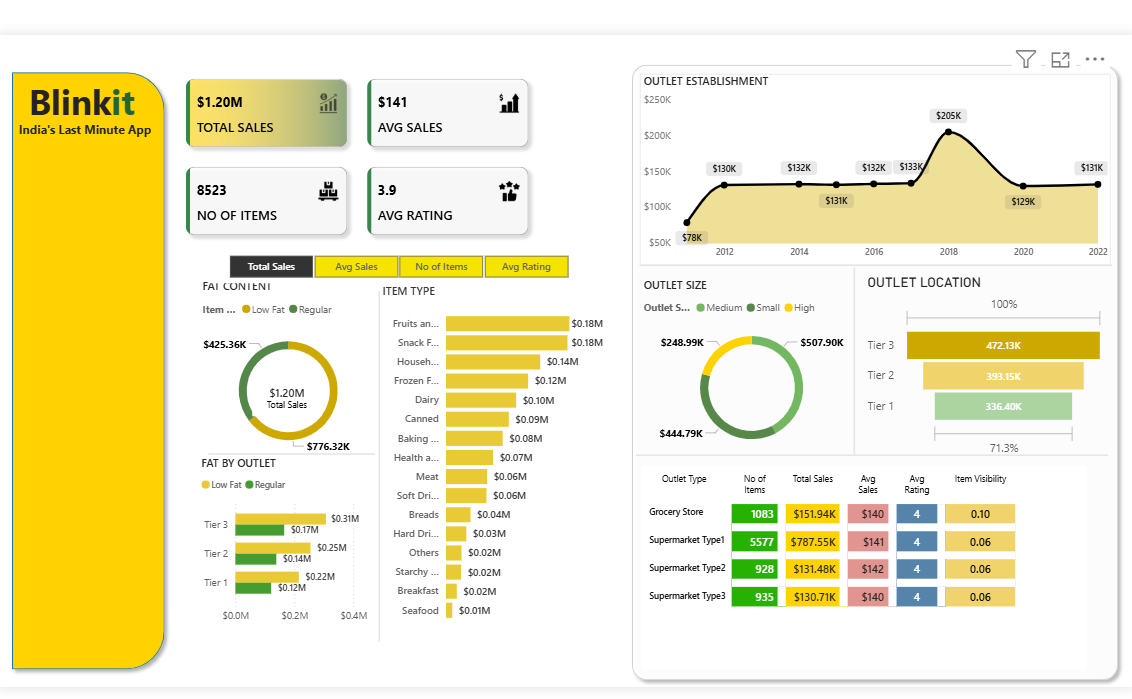 Blinkit
India's Last Minute App
$1.20M
TOTAL SALES
$141
AVG SALES
8523
NO OF ITEMS
3.9
AVG RATING
Total Sales
Avg Sales
No of Items
Avg Rating
FAT CONTENT
Item ... Low Fat Regular
$425.36K
$1.20M
Total Sales
$776.32K
FAT BY OUTLET
Low Fat Regular
Tier 3 $0.31M
$0.17M
Tier 2 $0.25M
$0.14M
Tier 1 $0.22M
$0.12M
$0.0M $0.2M $0.4M
ITEM TYPE
Fruits an... $0.18M
Snack F... $0.18M
Househ... $0.14M
Frozen F... $0.12M
Dairy $0.10M
Canned $0.09M
Baking ... $0.08M
Health a... $0.07M
Meat $0.06M
Soft Dri... $0.06M
Breads $0.04M
Hard Dri... $0.03M
Others $0.02M
Starchy ... $0.02M
Breakfast $0.02M
Seafood $0.01M
OUTLET ESTABLISHMENT
$250K
$200K
$150K
$100K
$50K
$78K
$130K
$132K
$131K
$132K
$133K
$205K
$129K
$131K
2012 2014 2016 2018 2020 2022
OUTLET SIZE
Outlet S... Medium Small High
$248.99K
$507.90K
$444.79K
OUTLET LOCATION
100%
Tier 3 472.13K
Tier 2 393.15K
Tier 1 336.40K
71.3%
Outlet Type No of Items Total Sales Avg Sales Avg Rating Item Visibility
Grocery Store 1083 $151.94K $140 4 0.10
Supermarket Type1 5577 $787.55K $141 4 0.06
Supermarket Type2 928 $131.48K $142 4 0.06
Supermarket Type3 935 $130.71K $140 4 0.06